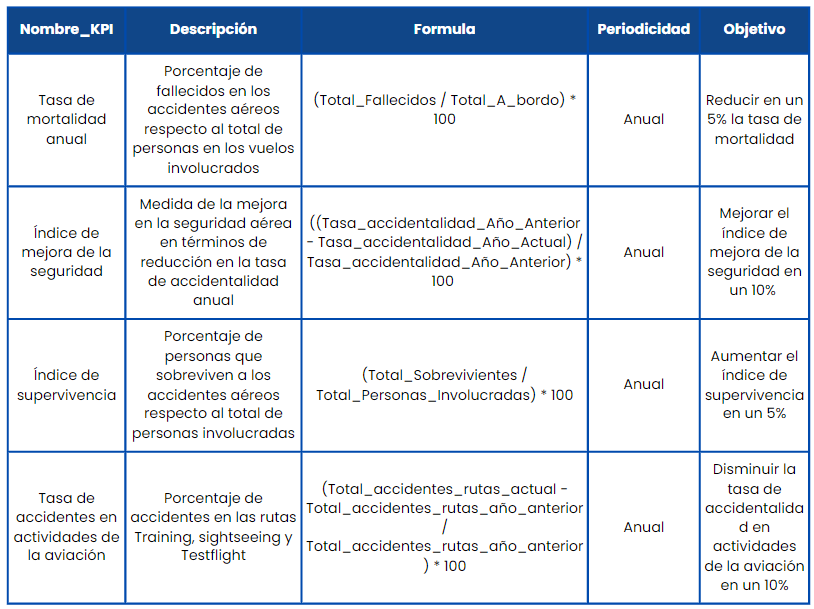 Nombre_KPI
Descripción
Formula
Periodicidad
Objetivo
Tasa de
mortalidad
anual
Porcentaje de
fallecidos en los
accidentes aéreos
respecto al total de
personas en los vuelos
involucrados
(Total_Fallecidos / Total_A_bordo) *
100
Anual
Reducir en un
5% la tasa de
mortalidad
Índice de
mejora de la
seguridad
Medida de la mejora
en la seguridad aérea
en términos de
reducción en la tasa
de accidentalidad
anual
((Tasa_accidentalidad_Año_Anterior
- Tasa_accidentalidad_Año_Actual) /
Tasa_accidentalidad_Año_Anterior) *
100
Anual
Mejorar el
índice de
mejora de la
seguridad en
un 10%
Índice de
supervivencia
Porcentaje de
personas que
sobreviven a los
accidentes aéreos
respecto al total de
personas involucradas
(Total_Sobrevivientes /
Total_Personas_Involucradas) * 100
Anual
Aumentar el
índice de
supervivencia
en un 5%
Tasa de
accidentes en
actividades de
la aviación
Porcentaje de
accidentes en las rutas
Training, sightseeing y
Testflight
(Total_accidentes_rutas_actual -
Total_accidentes_rutas_año_anterior
/
Total_accidentes_rutas_año_anterior
) * 100
Anual
Disminuir la
tasa de
accidentalida
d en
actividades
de la aviación
en un 10%